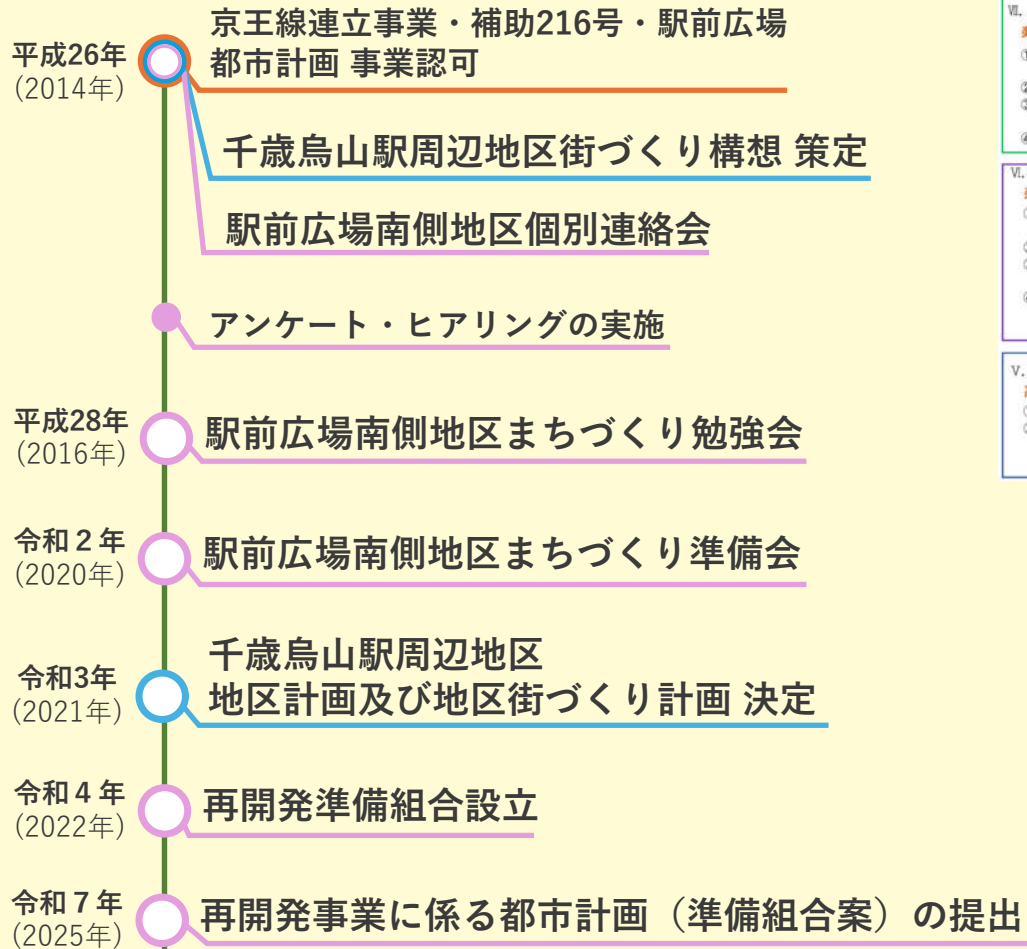 平成26年
(2014年)
京王線連立事業・補助216号・駅前広場
都市計画 事業認可
千歳烏山駅周辺地区街づくり構想 策定
駅前広場南側地区個別連絡会
アンケート・ヒアリングの実施
平成28年
(2016年)
駅前広場南側地区まちづくり勉強会
令和２年
(2020年)
駅前広場南側地区まちづくり準備会
令和3年
(2021年)
千歳烏山駅周辺地区
地区計画及び地区街づくり計画 決定
令和４年
(2022年)
再開発準備組合設立
令和７年
(2025年)
再開発事業に係る都市計画（準備組合案）の提出
Ⅶ.
①
②
③
④
Ⅵ.
①
②
Ⅴ.
①
②